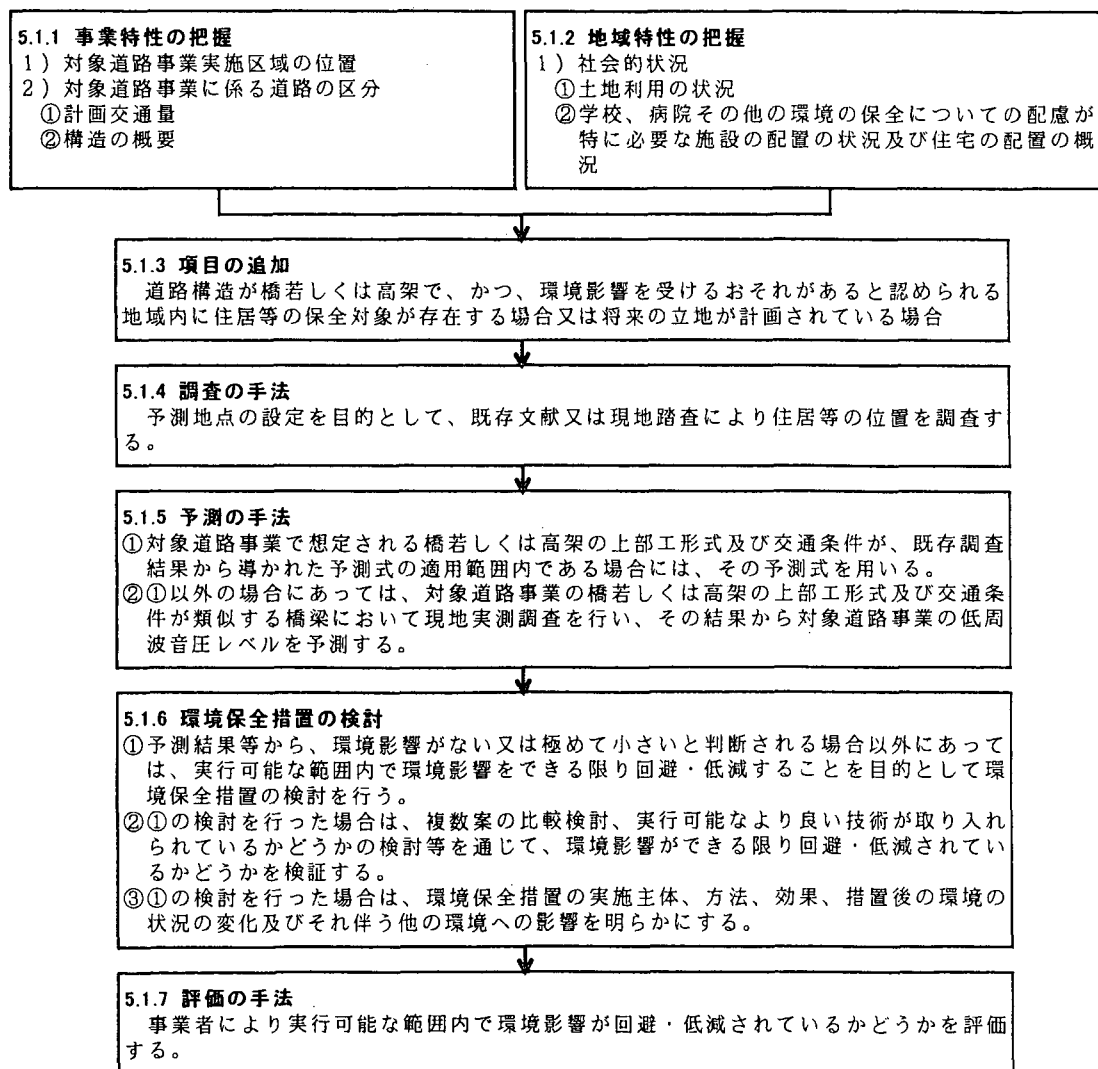 5.1.1 事業特性の把握
1)対象道路事業実施区域の位置
2)対象道路事業に係る道路の区分
①計画交通量
②構造の概要
5.1.2 地域特性の把握
1)社会的状況
①土地利用の状況
②学校、病院その他の環境の保全についての配慮が
特に必要な施設の配置の状況及び住宅の配置の概
況
5.1.3 項目の追加
道路構造が橋若しくは高架で、かつ、環境影響を受けるおそれがあると認められる
地域内に住居等の保全対象が存在する場合又は将来の立地が計画されている場合
5.1.4 調査の手法
予測地点の設定を目的として、既存文献又は現地踏査により住居等の位置を調査す
る。
5.1.5 予測の手法
①対象道路事業で想定される橋若しくは高架の上部工形式及び交通条件が、既存調査
結果から導かれた予測式の適用範囲内である場合には、その予測式を用いる。
②①以外の場合にあっては、対象道路事業の橋若しくは高架の上部工形式及び交通条
件が類似する橋梁において現地実測調査を行い、その結果から対象道路事業の低周
波音圧レベルを予測する。
5.1.6 環境保全措置の検討
①予測結果等から、環境影響がない又は極めて小さいと判断される場合以外にあって
は、実行可能な範囲内で環境影響をできる限り回避・低減することを目的として環
境保全措置の検討を行う。
②①の検討を行った場合は、複数案の比較検討、実行可能なより良い技術が取り入れ
られているかどうかの検討等を通じて、環境影響ができる限り回避・低減されてい
るかどうかを検証する。
③①の検討を行った場合は、環境保全措置の実施主体、方法、効果、措置後の環境の
状況の変化及びそれ伴う他の環境への影響を明らかにする。
5.1.7 評価の手法
事業者により実行可能な範囲内で環境影響が回避・低減されているかどうかを評価
する。